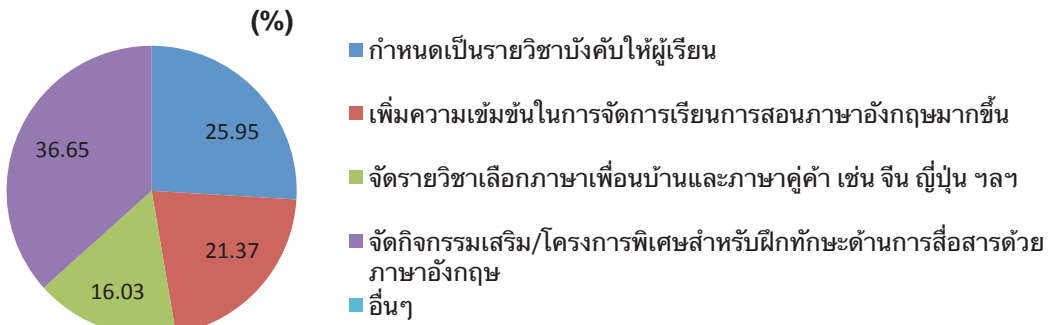 (%)
25.95
21.37
16.03
36.65
กำหนดเป็นรายวิชาบังคับให้ผู้เรียน
เพิ่มความเข้มข้นในการจัดการเรียนการสอนภาษาอังกฤษมากขึ้น
จัดรายวิชาเลือกภาษาเพื่อนบ้านและภาษาคู่ค้า เช่น จีน ญี่ปุ่น ฯลฯ
จัดกิจกรรมเสริม/โครงการพิเศษสำหรับฝึกทักษะด้านการสื่อสารด้วย
ภาษาอังกฤษ
อื่นๆ